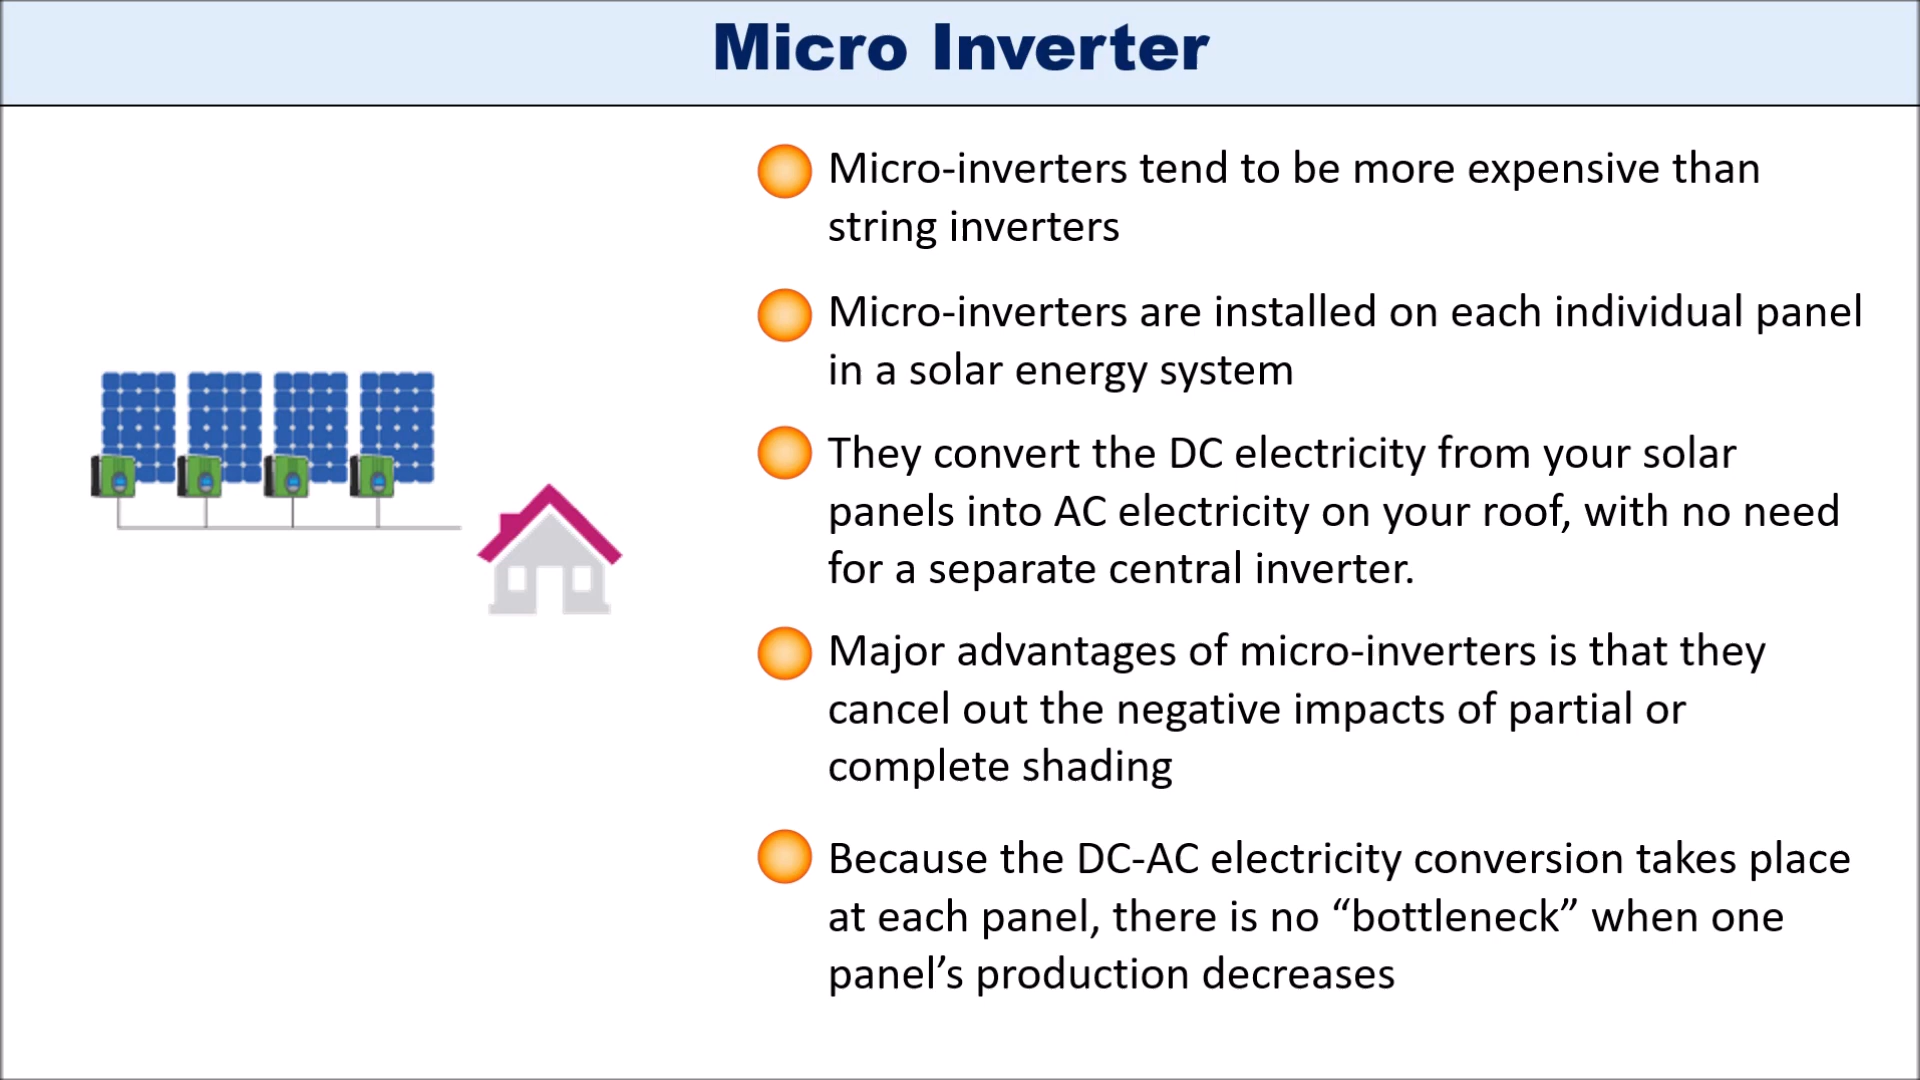 Micro Inverter
Micro-inverters tend to be more expensive than
string inverters
Micro-inverters are installed on each individual panel
in a solar energy system
They convert the DC electricity from your solar
panels into AC electricity on your roof, with no need
for a separate central inverter.
Major advantages of micro-inverters is that they
cancel out the negative impacts of partial or
complete shading
Because the DC-AC electricity conversion takes place
at each panel, there is no “bottleneck” when one
panel’s production decreases